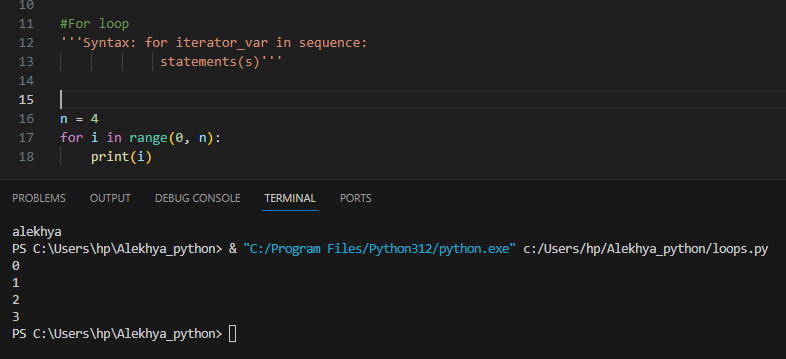 10
11 #For loop
12 '''Syntax: for iterator_var in sequence:
13 statements(s)'''
14
15
16 n = 4
17 for i in range(0, n):
18 print(i)
PROBLEMS OUTPUT DEBUG CONSOLE TERMINAL PORTS
alekhya
PS C:\Users\hp\Alekhya_python> & "C:/Program Files/Python312/python.exe" c:/Users/hp/Alekhya_python/loops.py
0
1
2
3
PS C:\Users\hp\Alekhya_python>